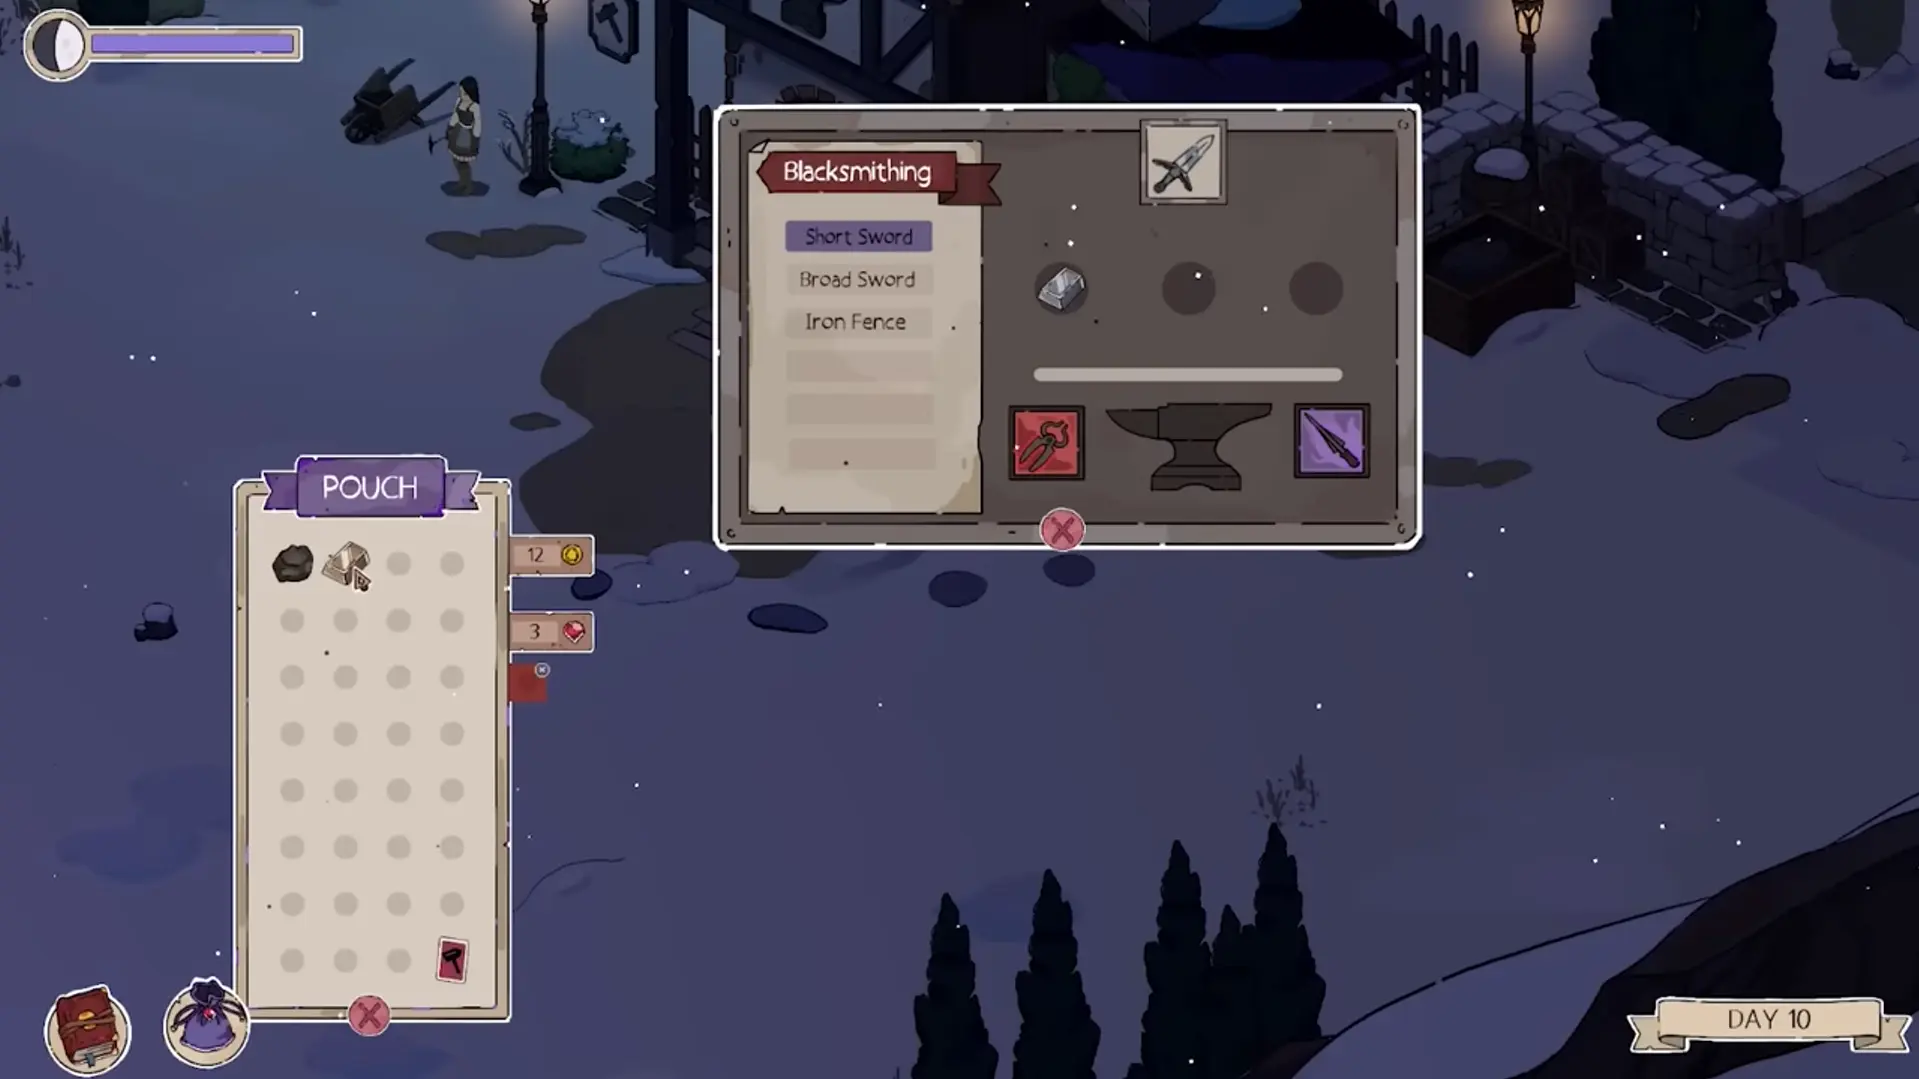 Blacksmithing
Short Sword
Broad Sword
Iron Fence
POUCH
12
3
DAY 10